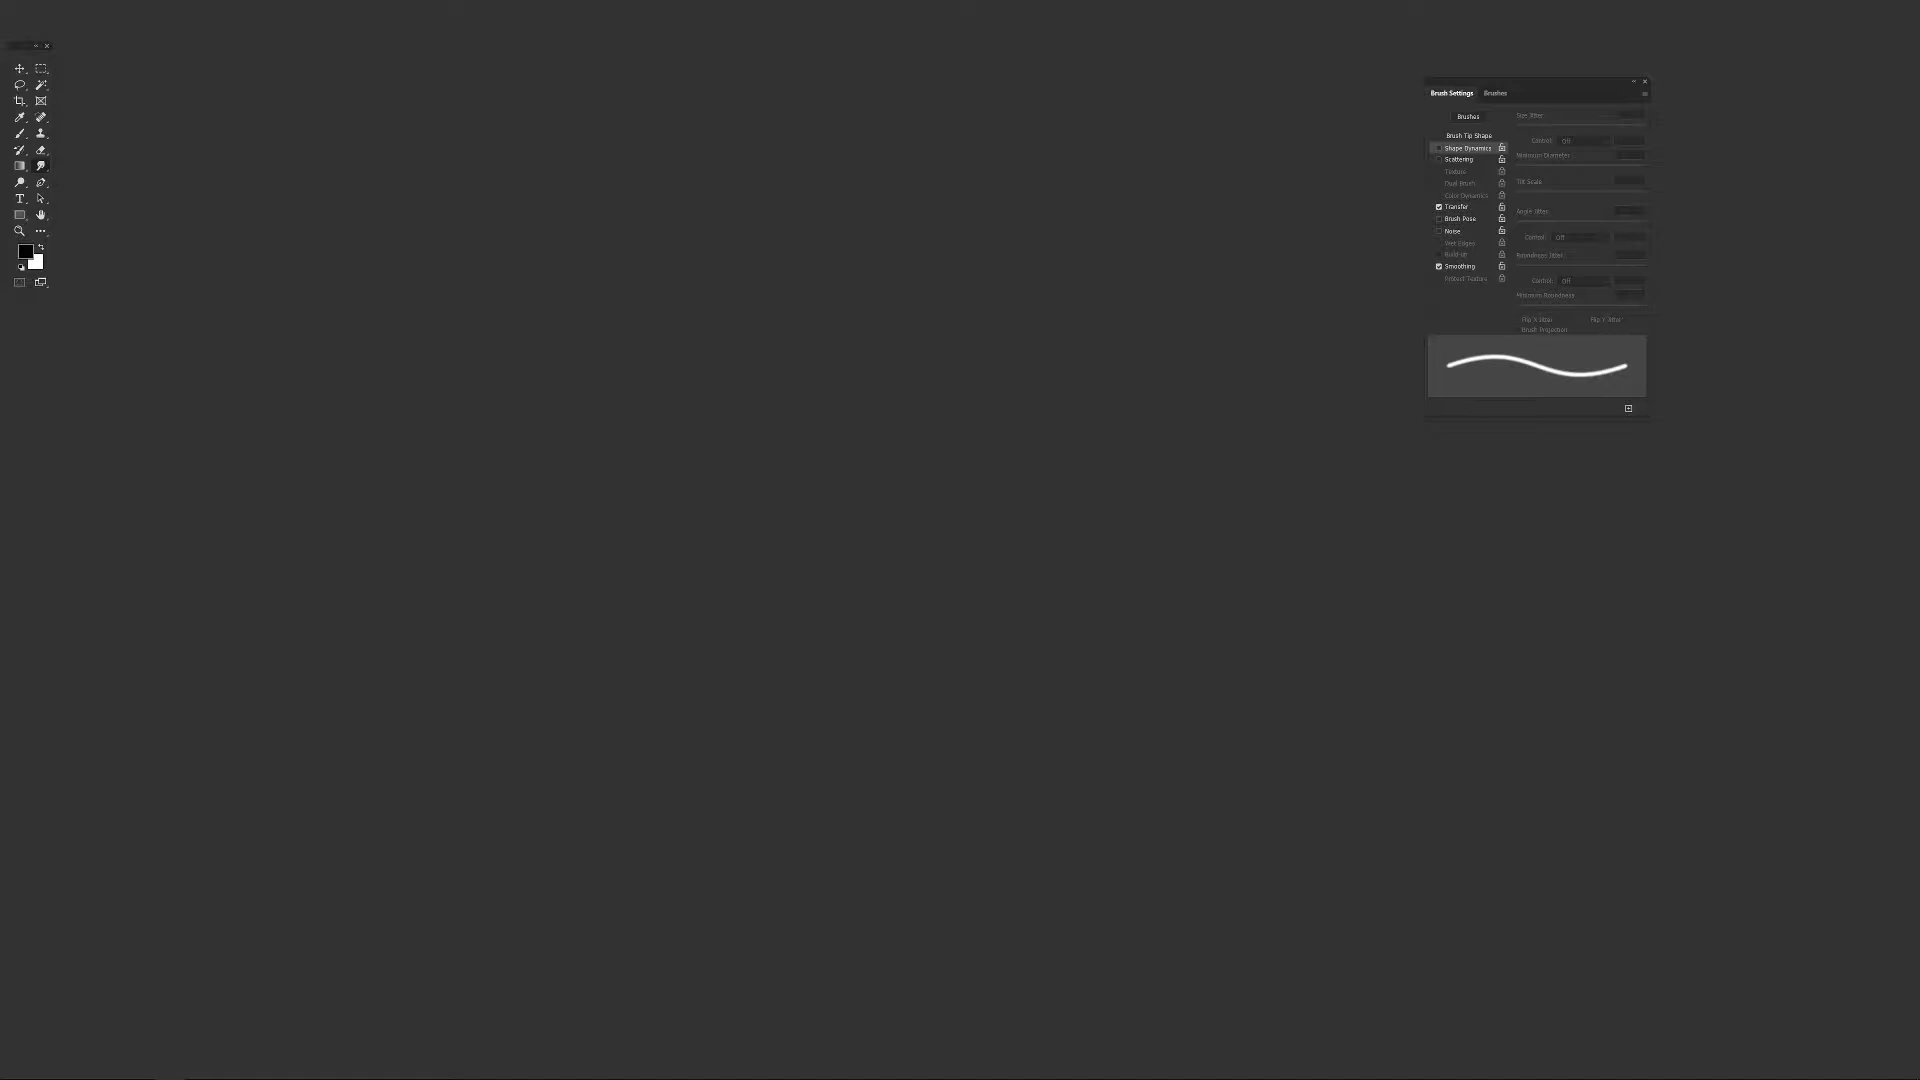 Brush Settings Brushes
Brushes
Size Jitter
Brush Tip Shape
Control: Off
Shape Dynamics
Minimum Diameter
Scattering
Texture
Tilt Scale
Dual Brush
Color Dynamics
Transfer
Angle Jitter
Brush Pose
Noise
Control: Off
Wet Edges
Build-up
Roundness Jitter
Smoothing
Protect Texture
Control: Off
Minimum Roundness
Flip X Jitter Flip Y Jitter
Brush Projection